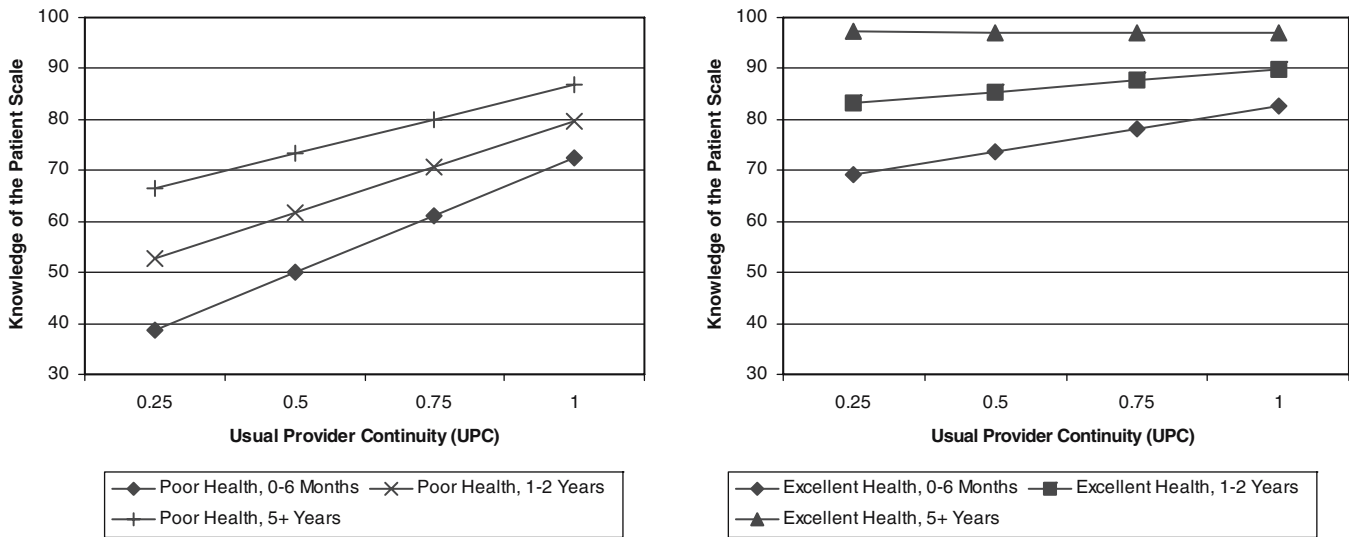 100
90
80
70
60
50
40
30
Knowledge of the Patient Scale
0.25 0.5 0.75 1
Usual Provider Continuity (UPC)
Poor Health, 0-6 Months Poor Health, 1-2 Years
Poor Health, 5+ Years
100
90
80
70
60
50
40
30
Knowledge of the Patient Scale
0.25 0.5 0.75 1
Usual Provider Continuity (UPC)
Excellent Health, 0-6 Months Excellent Health, 1-2 Years
Excellent Health, 5+ Years